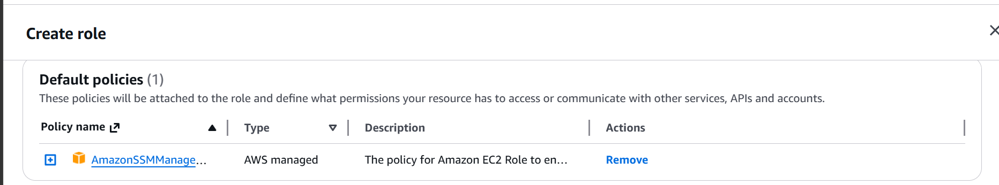 Create role
Default policies (1)
These policies will be attached to the role and define what permissions your resource has to access or communicate with other services, APIs and accounts.
Policy name Type Description Actions
AmazonSSMManage... AWS managed The policy for Amazon EC2 Role to en... Remove